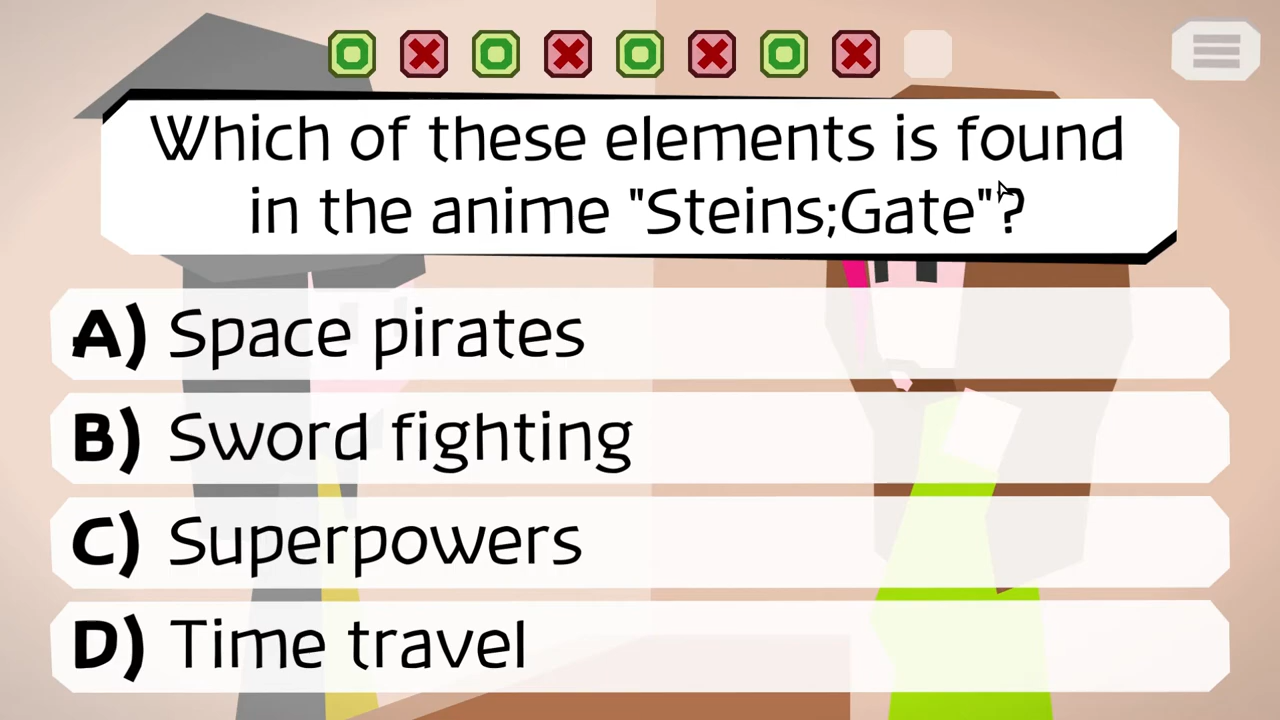 Which of these elements is found
in the anime "Steins;Gate"?
A) Space pirates
B) Sword fighting
C) Superpowers
D) Time travel